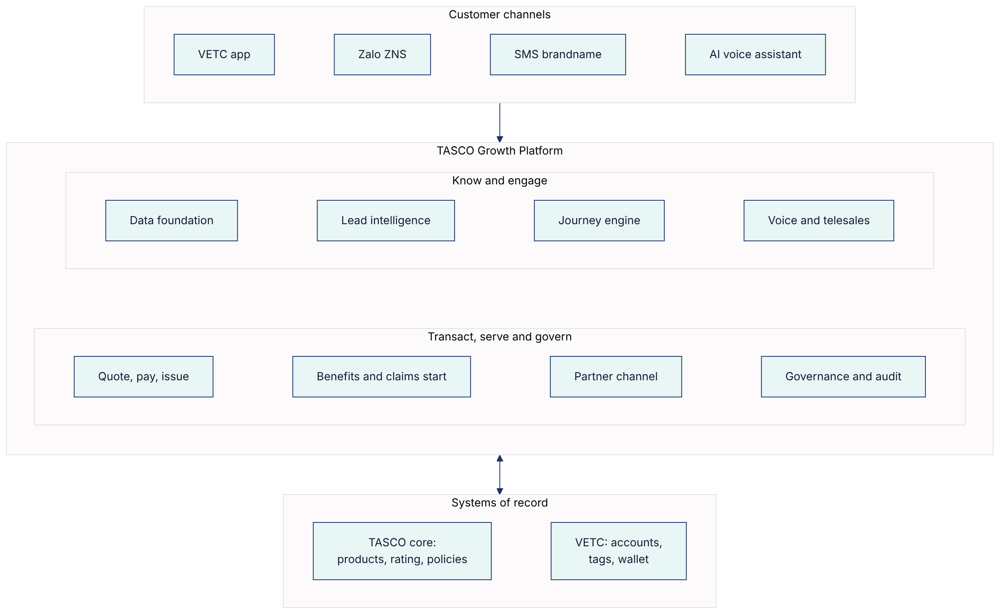 Customer channels
VETC app
Zalo ZNS
SMS brandname
AI voice assistant
TASCO Growth Platform
Know and engage
Data foundation
Lead intelligence
Journey engine
Voice and telesales
Transact, serve and govern
Quote, pay, issue
Benefits and claims start
Partner channel
Governance and audit
Systems of record
TASCO core:
products, rating, policies
VETC: accounts,
tags, wallet